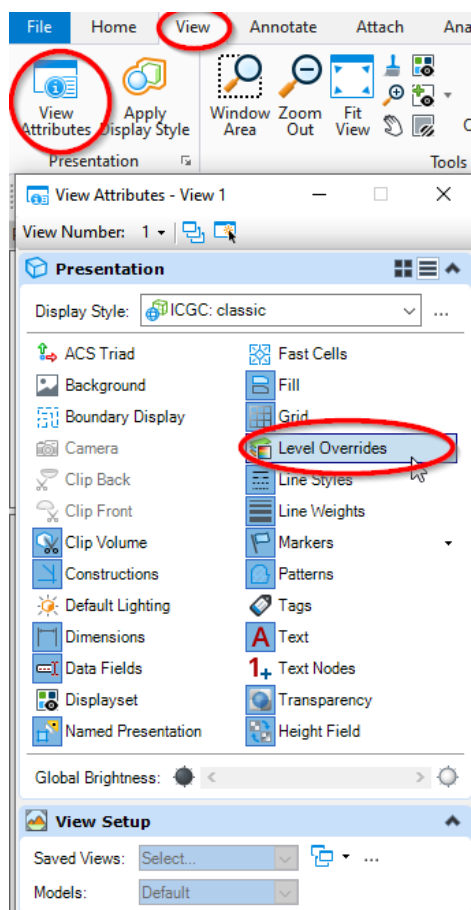 File Home View Annotate Attach
View Attributes
Apply Display Style
Window Area
Zoom Out
Fit View
Presentation
Tools
View Attributes - View 1
View Number: 1
Presentation
Display Style: ICGC: classic
ACS Triad Fast Cells
Background Fill
Boundary Display Grid
Camera Level Overrides
Clip Back Line Styles
Clip Front Line Weights
Clip Volume Markers
Constructions Patterns
Default Lighting Tags
Dimensions Text
Data Fields Text Nodes
Displayset Transparency
Named Presentation Height Field
Global Brightness:
View Setup
Saved Views: Select...
Models: Default